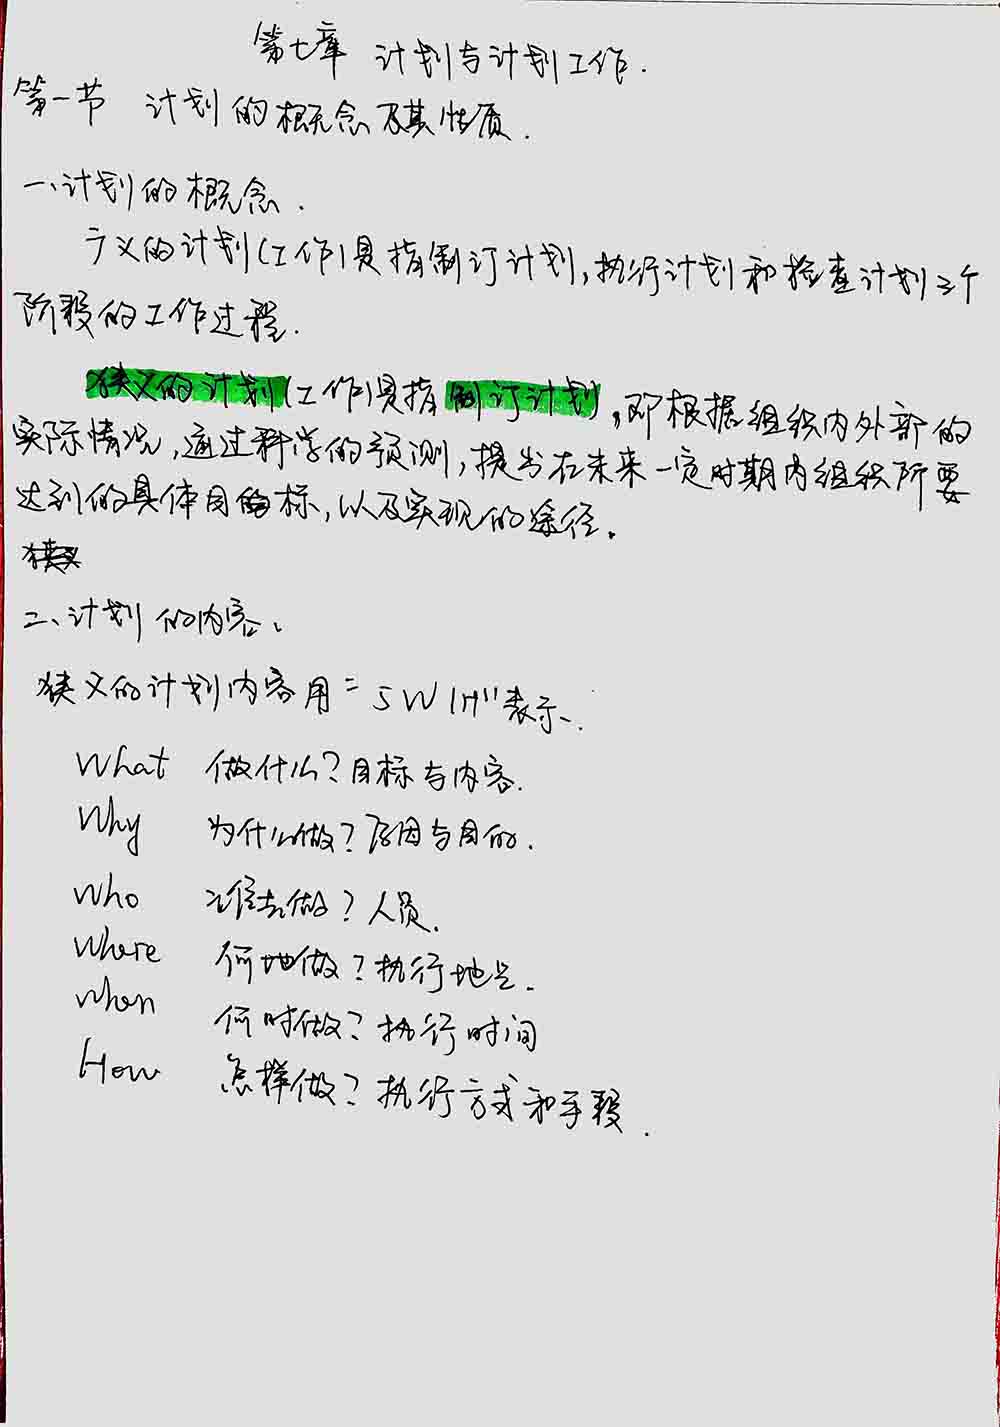 第七章 计划与计划工作.
第一节 计划的概念及其性质.
一、计划的概念.
广义的计划(工作)是指制订计划,执行计划和检查计划三个
阶段的工作过程.
狭义的计划(工作)是指制订计划,即根据组织内外部的
实际情况,通过科学的预测,提出在未来一定时期内组织所要
达到的具体目标,以及实现的途径.
狭义
二、计划的内容、
狭义的计划内容用"5W1H"表示、.
What 做什么?目标与内容.
Why 为什么做?原因与目的.
Who 谁去做?人员.
Where 何地做?执行地点.
When 何时做?执行时间
How 怎样做?执行方式和手段.